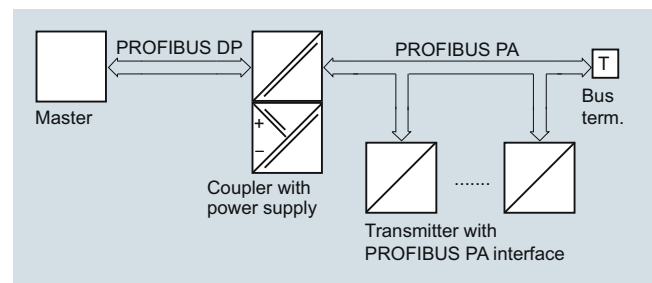 PROFIBUS DP
PROFIBUS PA
T
Master
Bus
term.
+
–
Coupler with
power supply
.......
Transmitter with
PROFIBUS PA interface